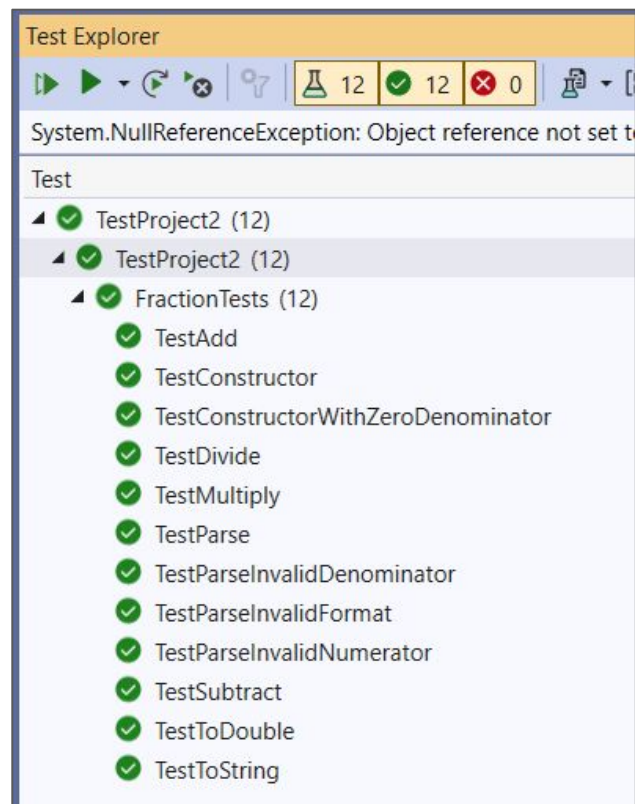 Test Explorer
12 12 0
System.NullReferenceException: Object reference not set
Test
TestProject2 (12)
TestProject2 (12)
FractionTests (12)
TestAdd
TestConstructor
TestConstructorWithZeroDenominator
TestDivide
TestMultiply
TestParse
TestParseInvalidDenominator
TestParseInvalidFormat
TestParseInvalidNumerator
TestSubtract
TestToDouble
TestToString